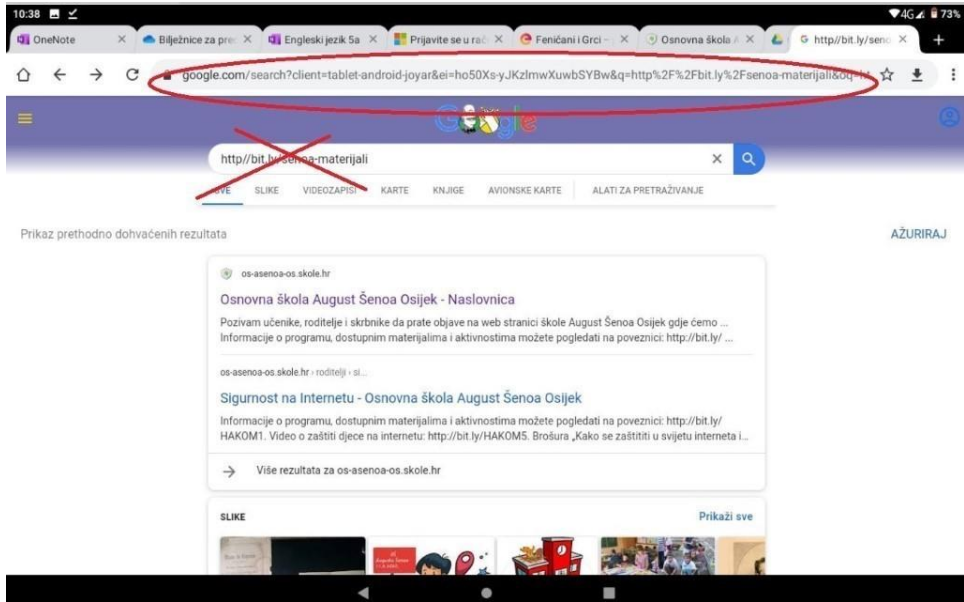 10:38 4G 73%
OneNote Bilježnice za pre Engleski jezik 5a Prijavite se u rač Feničani i Grci – Osnovna škola A http//bit.ly/seno
google.com/search?client=tablet-android-joyar&ei=ho50Xs-yJKzlmwXuwbSYBw&q=http%2F%2Fbit.ly%2Fsenoa-materijali&oq=ht
Google
http//bit.ly/senoa-materijali
SVE SLIKE VIDEOZAPISI KARTE KNJIGE AVIONSKE KARTE ALATI ZA PRETRAŽIVANJE
Prikaz prethodno dohvaćenih rezultata AŽURIRAJ
os-asenoa-os.skole.hr
Osnovna škola August Šenoa Osijek - Naslovnica
Pozivam učenike, roditelje i skrbnike da prate objave na web stranici škole August Šenoa Osijek gdje ćemo ...
Informacije o programu, dostupnim materijalima i aktivnostima možete pogledati na poveznici: http://bit.ly/ ...
os-asenoa-os.skole.hr › roditelji › si...
Sigurnost na Internetu - Osnovna škola August Šenoa Osijek
Informacije o programu, dostupnim materijalima i aktivnostima možete pogledati na poveznici: http://bit.ly/
HAKOM1. Video o zaštiti djece na internetu: http://bit.ly/HAKOM5. Brošura „Kako se zaštititi u svijetu interneta i...
Više rezultata za os-asenoa-os.skole.hr
SLIKE Prikaži sve